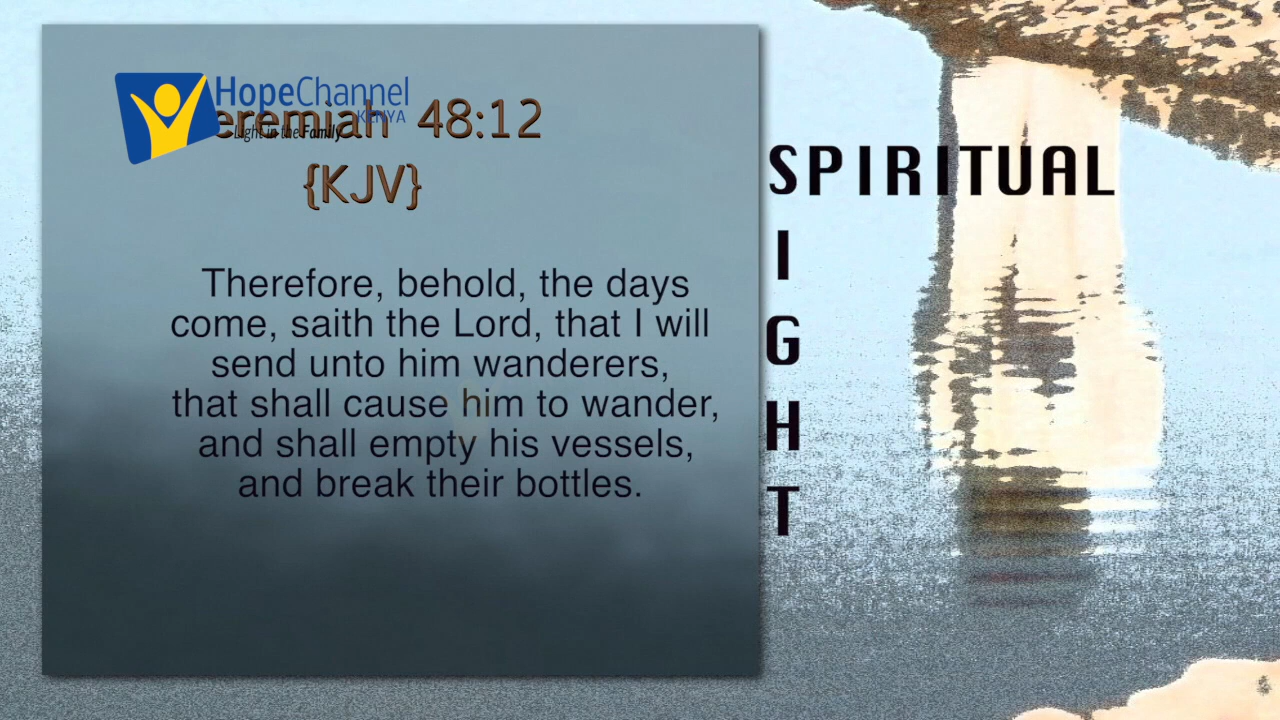 HopeChannel
KENYA
Light in the Family
Jeremiah 48:12
{KJV}
Therefore, behold, the days
come, saith the Lord, that I will
send unto him wanderers,
that shall cause him to wander,
and shall empty his vessels,
and break their bottles.
SPIRITUAL
I
G
H
T